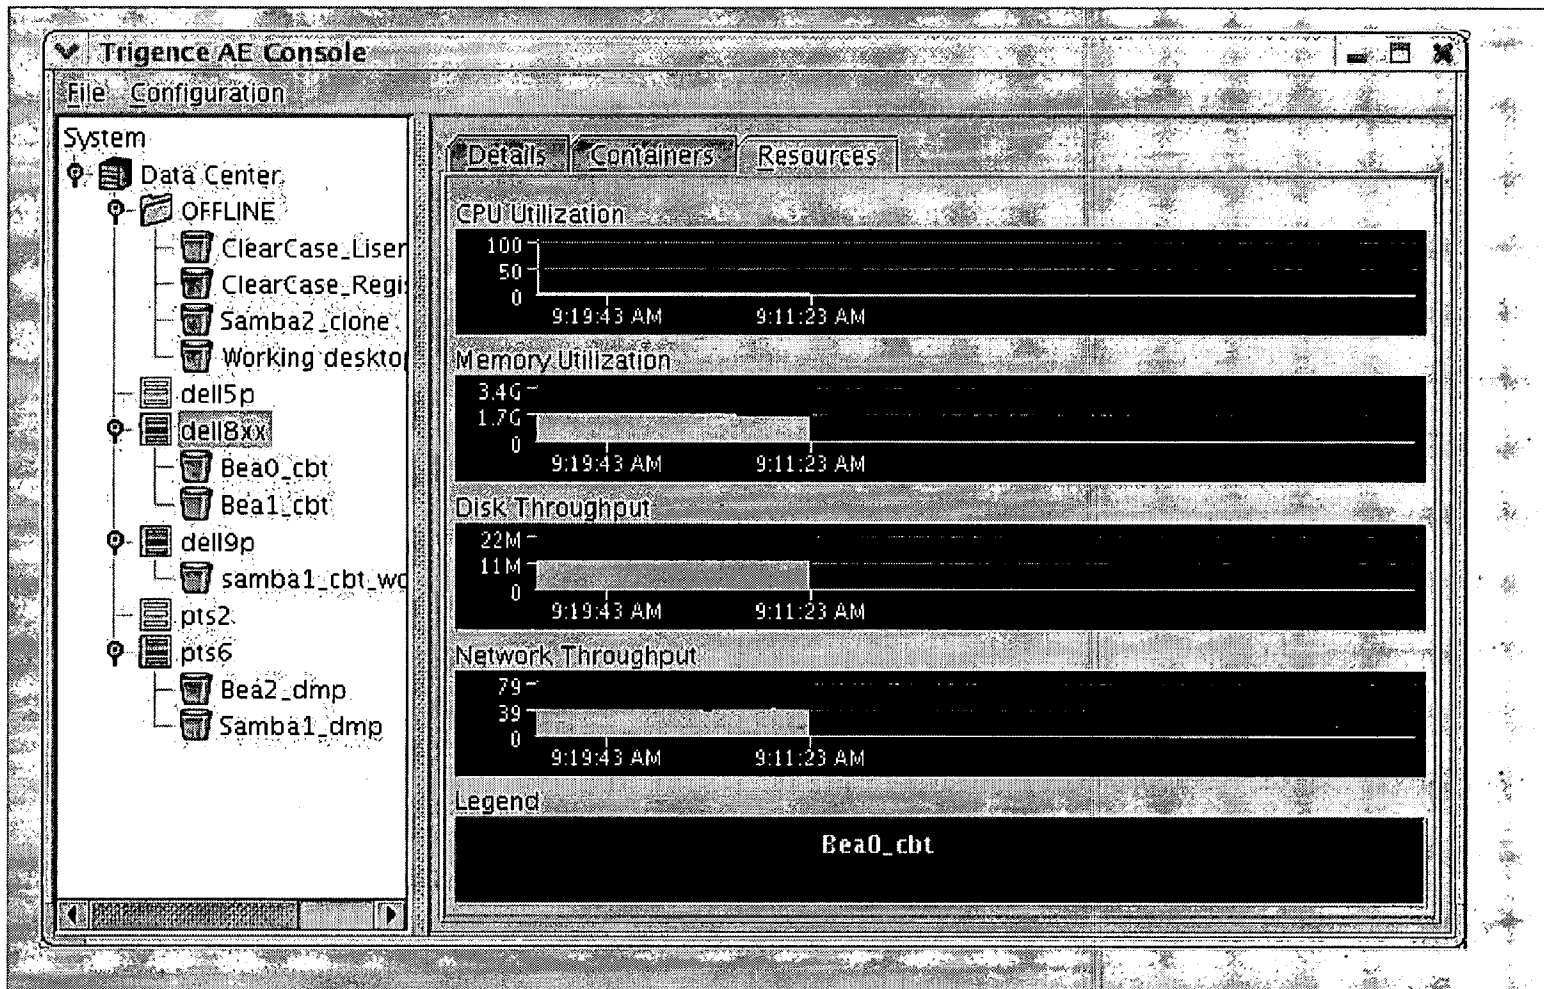 Trigence AE Console
File Configuration
System
Data Center
OFFLINE
ClearCase_Liser
ClearCase_Regis
Samba2_clone
Working desktop
dell5p
dell8xx
Bea0_cbt
Bea1_cbt
dell9p
samba1_cbt_wo
pts2
pts6
Bea2_dmp
Samba1_dmp
Details Containers Resources
CPU Utilization
100
50
0
9:19:43 AM 9:11:23 AM
Memory Utilization
3.4G
1.7G
0
9:19:43 AM 9:11:23 AM
Disk Throughput
22M
11M
0
9:19:43 AM 9:11:23 AM
Network Throughput
79
39
0
9:19:43 AM 9:11:23 AM
Legend
Bea0_cbt